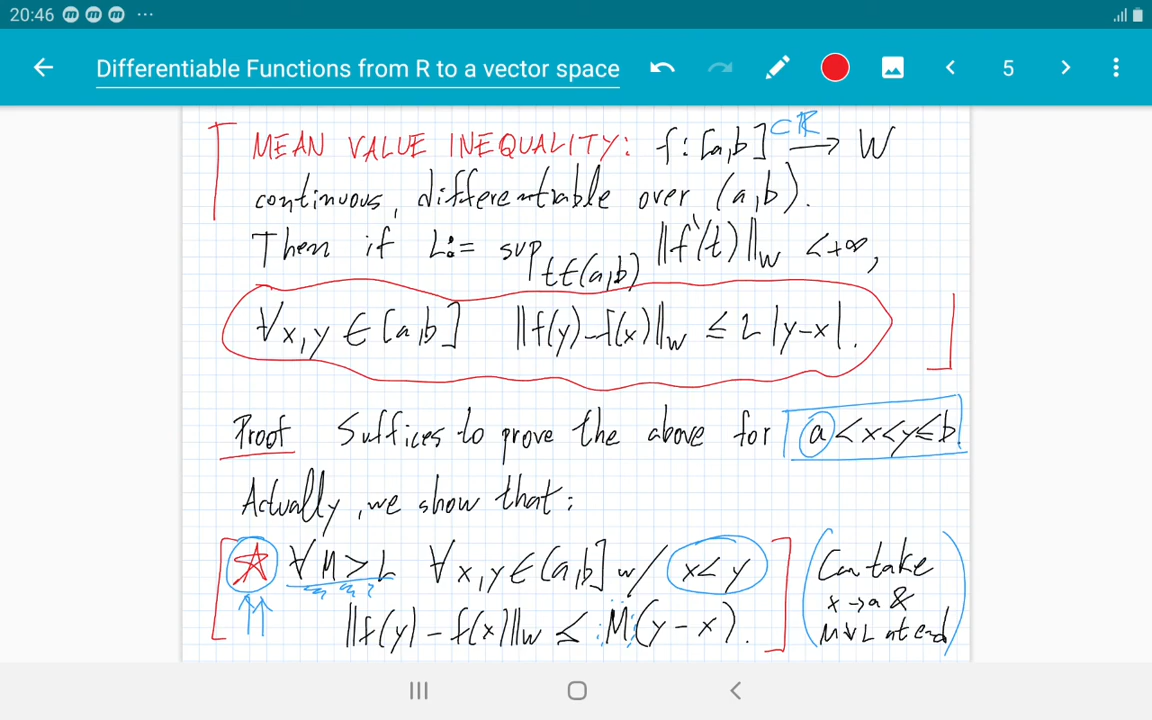 20:46
Differentiable Functions from R to a vector space
5
MEAN VALUE INEQUALITY: f: [a,b] ⊂ℝ → W
continuous, differentiable over (a,b).
Then if L:= sup_{t∈(a,b)} ||f'(t)||_W < +∞,
∀x,y ∈ [a,b] ||f(y)-f(x)||_W ≤ L |y-x|.
Proof Suffices to prove the above for a<x<y≤b.
Actually, we show that:
☆ ∀M>L ∀x,y∈(a,b] w/ x<y
||f(y)-f(x)||_W ≤ M(y-x).
(Can take
x→a &
M↓L at end)